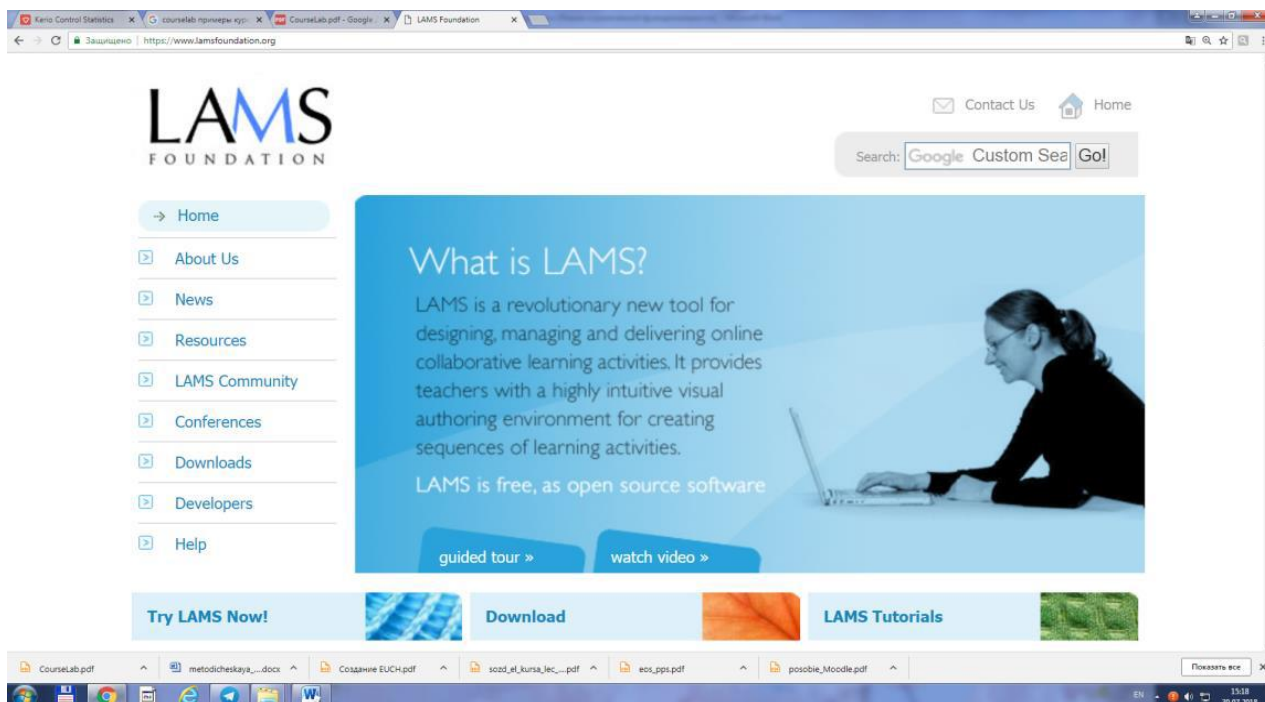 Kerio Control Statistics
courselab примеры кур
CourseLab.pdf - Google
LAMS Foundation
Защищено | https://www.lamsfoundation.org
LAMS
FOUNDATION
Contact Us
Home
Search: Google Custom Sea Go!
Home
About Us
News
Resources
LAMS Community
Conferences
Downloads
Developers
Help
What is LAMS?
LAMS is a revolutionary new tool for
designing, managing and delivering online
collaborative learning activities. It provides
teachers with a highly intuitive visual
authoring environment for creating
sequences of learning activities.
LAMS is free, as open source software
guided tour »
watch video »
Try LAMS Now!
Download
LAMS Tutorials
CourseLab.pdf
metodicheskaya_....docx
Создание EUCH.pdf
sozd_el_kursa_lec_....pdf
eos_pps.pdf
posobie_Moodle.pdf
Показать все
EN
15:18